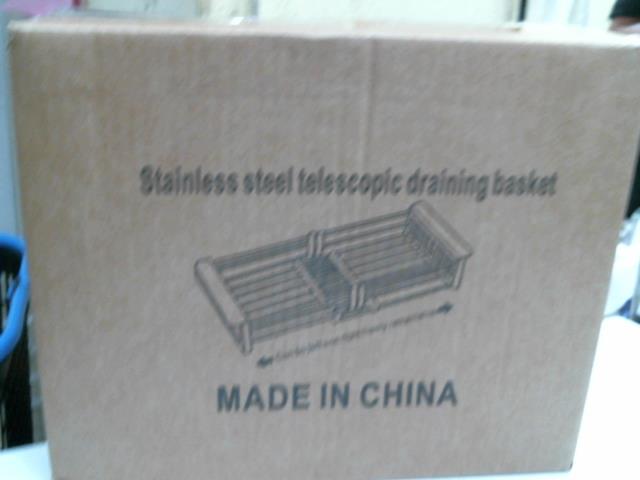 Stainless steel telescopic draining basket
MADE IN CHINA